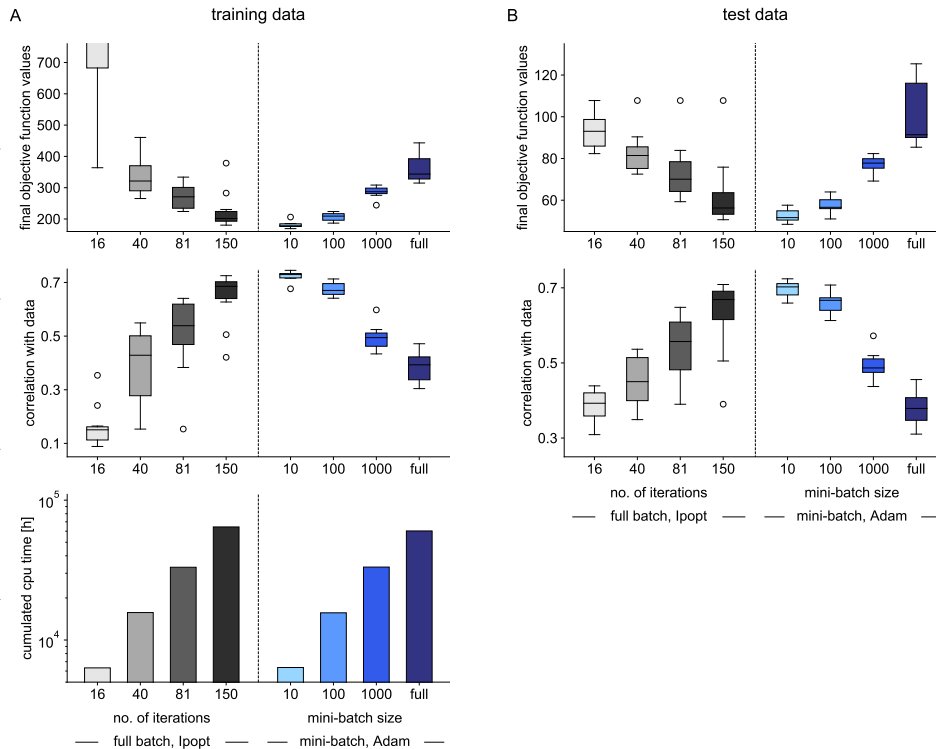 A
training data
final objective function values
700
600
500
400
300
200
16 40 81 150 10 100 1000 full
correlation with data
0.7
0.5
0.3
0.1
16 40 81 150 10 100 1000 full
cumulated cpu time [h]
10^5
10^4
16 40 81 150 10 100 1000 full
no. of iterations mini-batch size
full batch, Ipopt mini-batch, Adam
B
test data
final objective function values
120
100
80
60
16 40 81 150 10 100 1000 full
correlation with data
0.7
0.5
0.3
16 40 81 150 10 100 1000 full
no. of iterations mini-batch size
full batch, Ipopt mini-batch, Adam